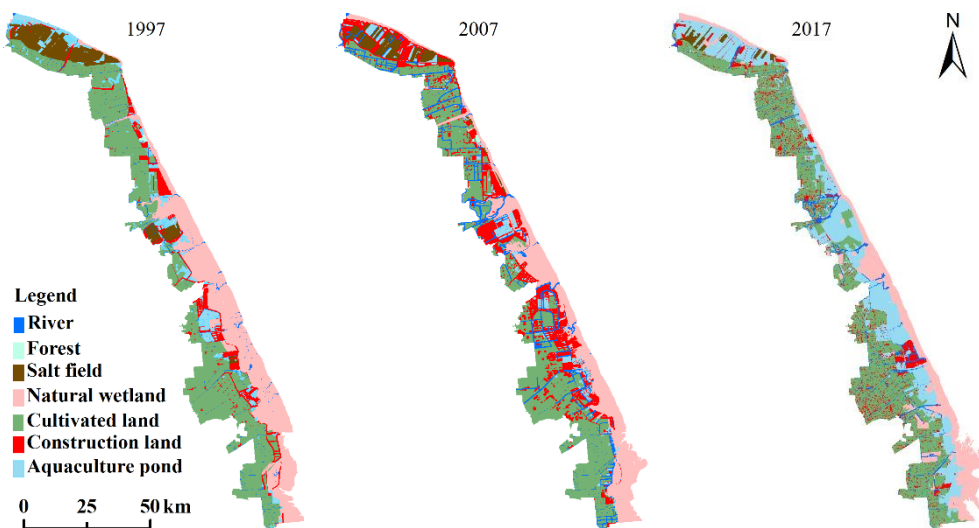 1997
2007
2017
N
Legend
River
Forest
Salt field
Natural wetland
Cultivated land
Construction land
Aquaculture pond
0 25 50 km